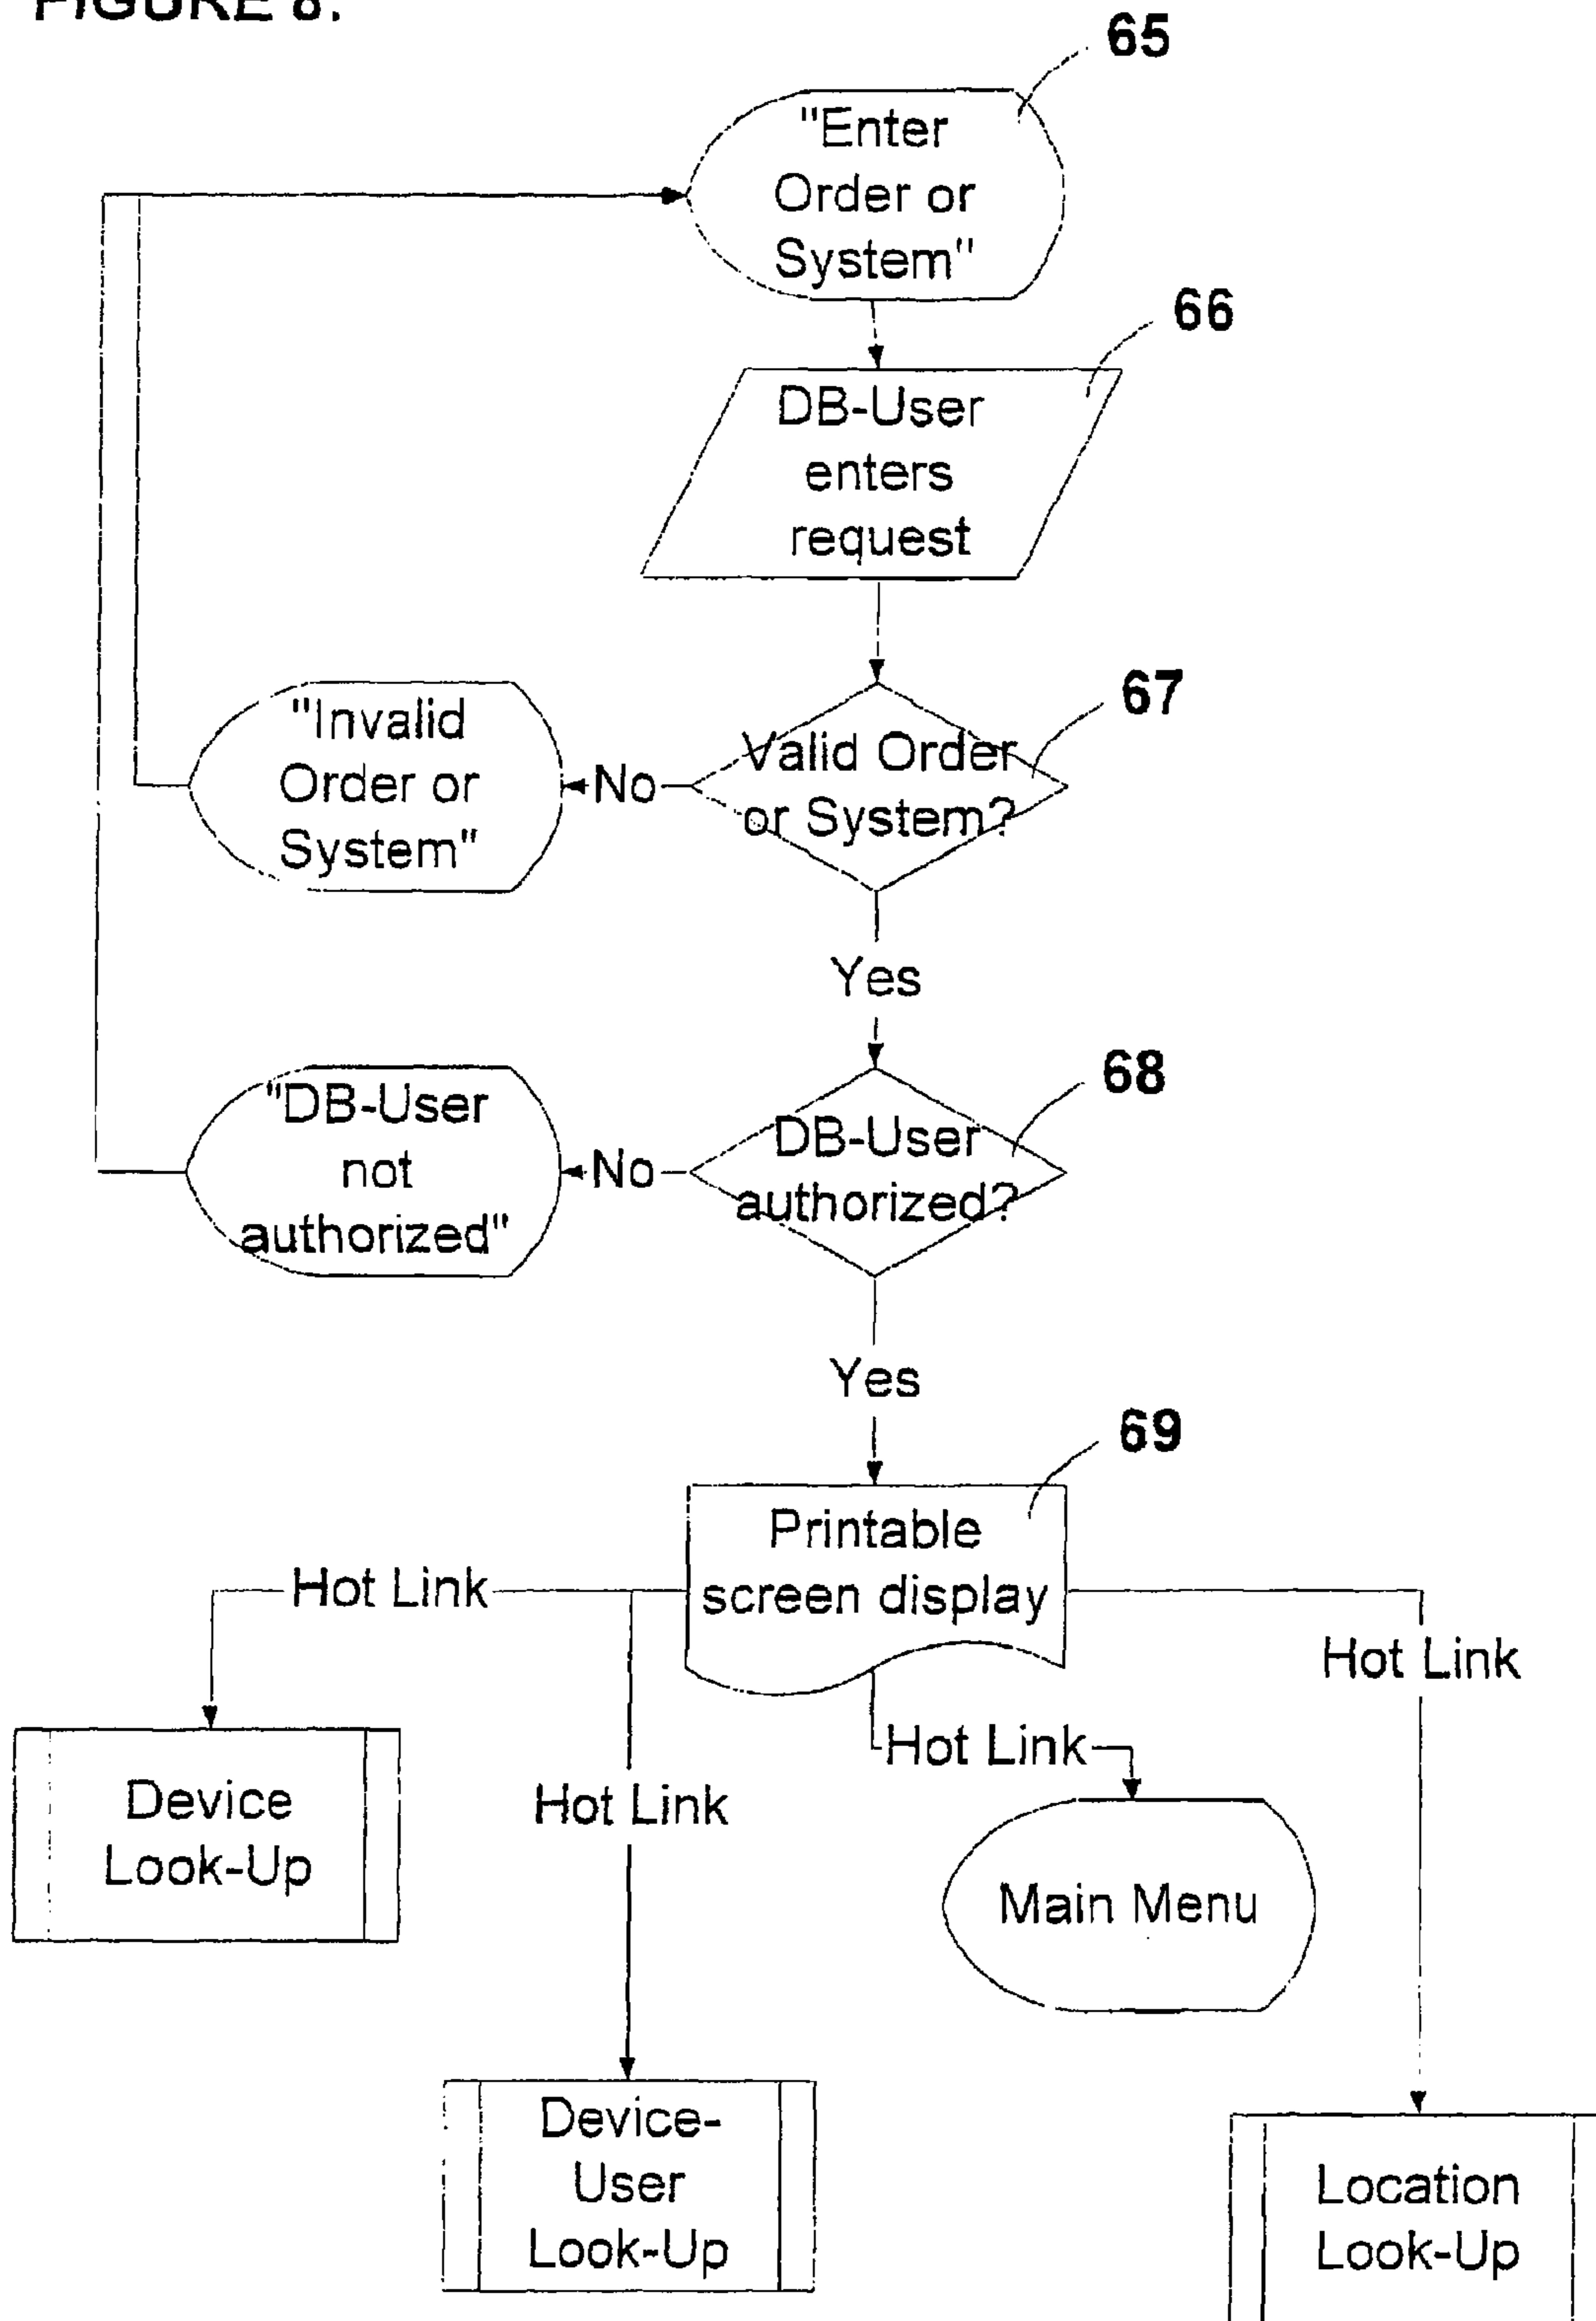 FIGURE 8.
65
"Enter
Order or
System"
66
DB-User
enters
request
67
Valid Order
or System?
No
"Invalid
Order or
System"
Yes
68
DB-User
authorized?
No
"DB-User
not
authorized"
Yes
69
Printable
screen display
Hot Link
Hot Link
Hot Link
Hot Link
Device
Look-Up
Main Menu
Device-
User
Look-Up
Location
Look-Up